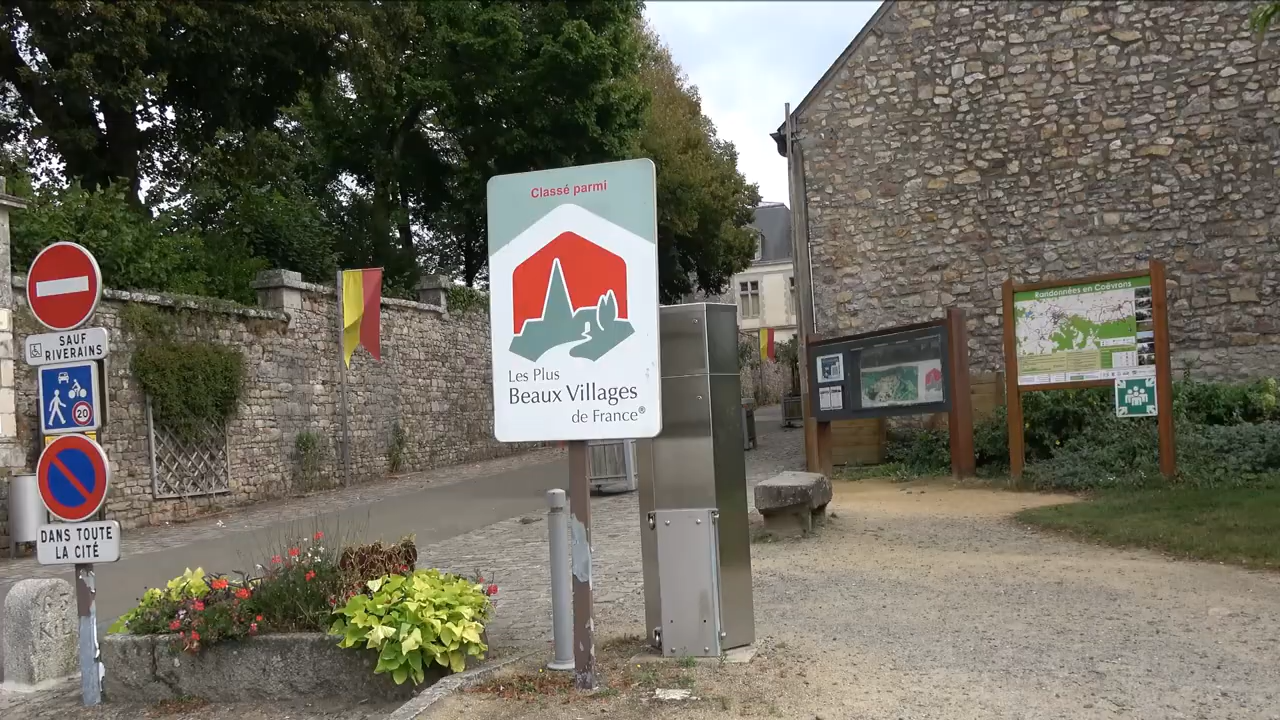 SAUF
RIVERAINS
20
DANS TOUTE
LA CITÉ
Classé parmi
Les Plus
Beaux Villages
de France®
Randonnées en Coëvrons